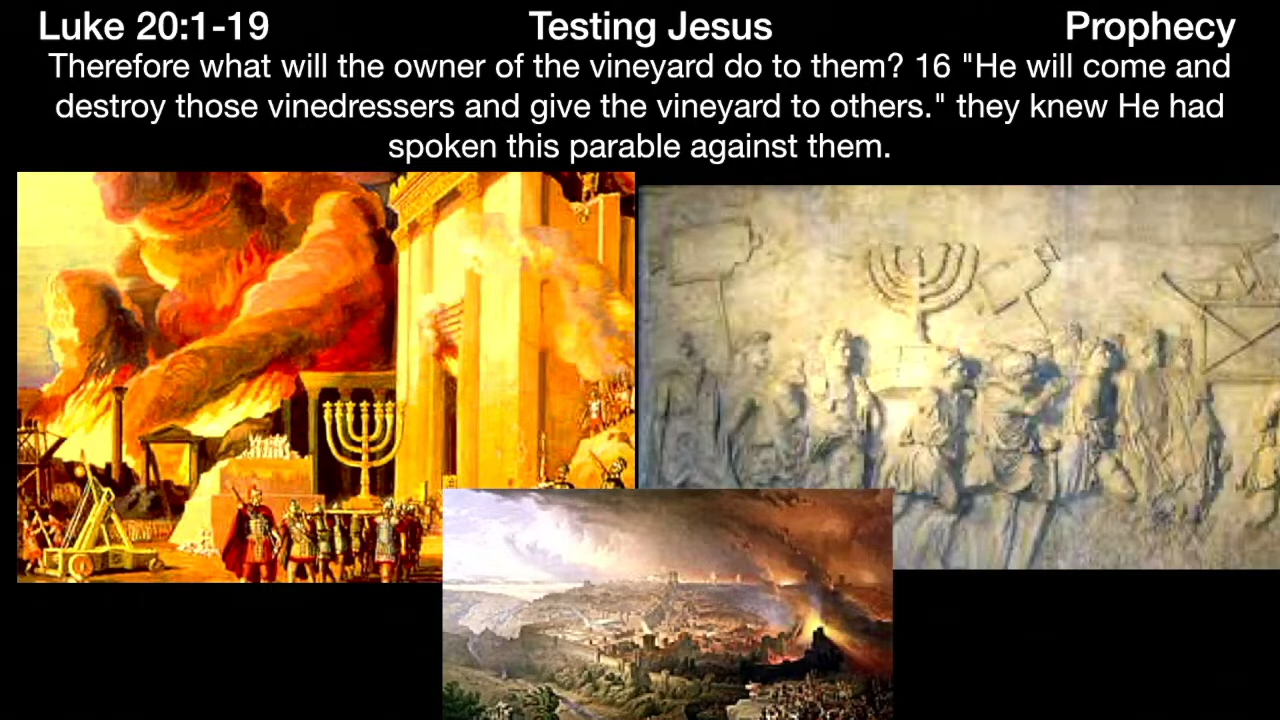 Luke 20:1-19 Testing Jesus Prophecy
Therefore what will the owner of the vineyard do to them? 16 "He will come and
destroy those vinedressers and give the vineyard to others." they knew He had
spoken this parable against them.